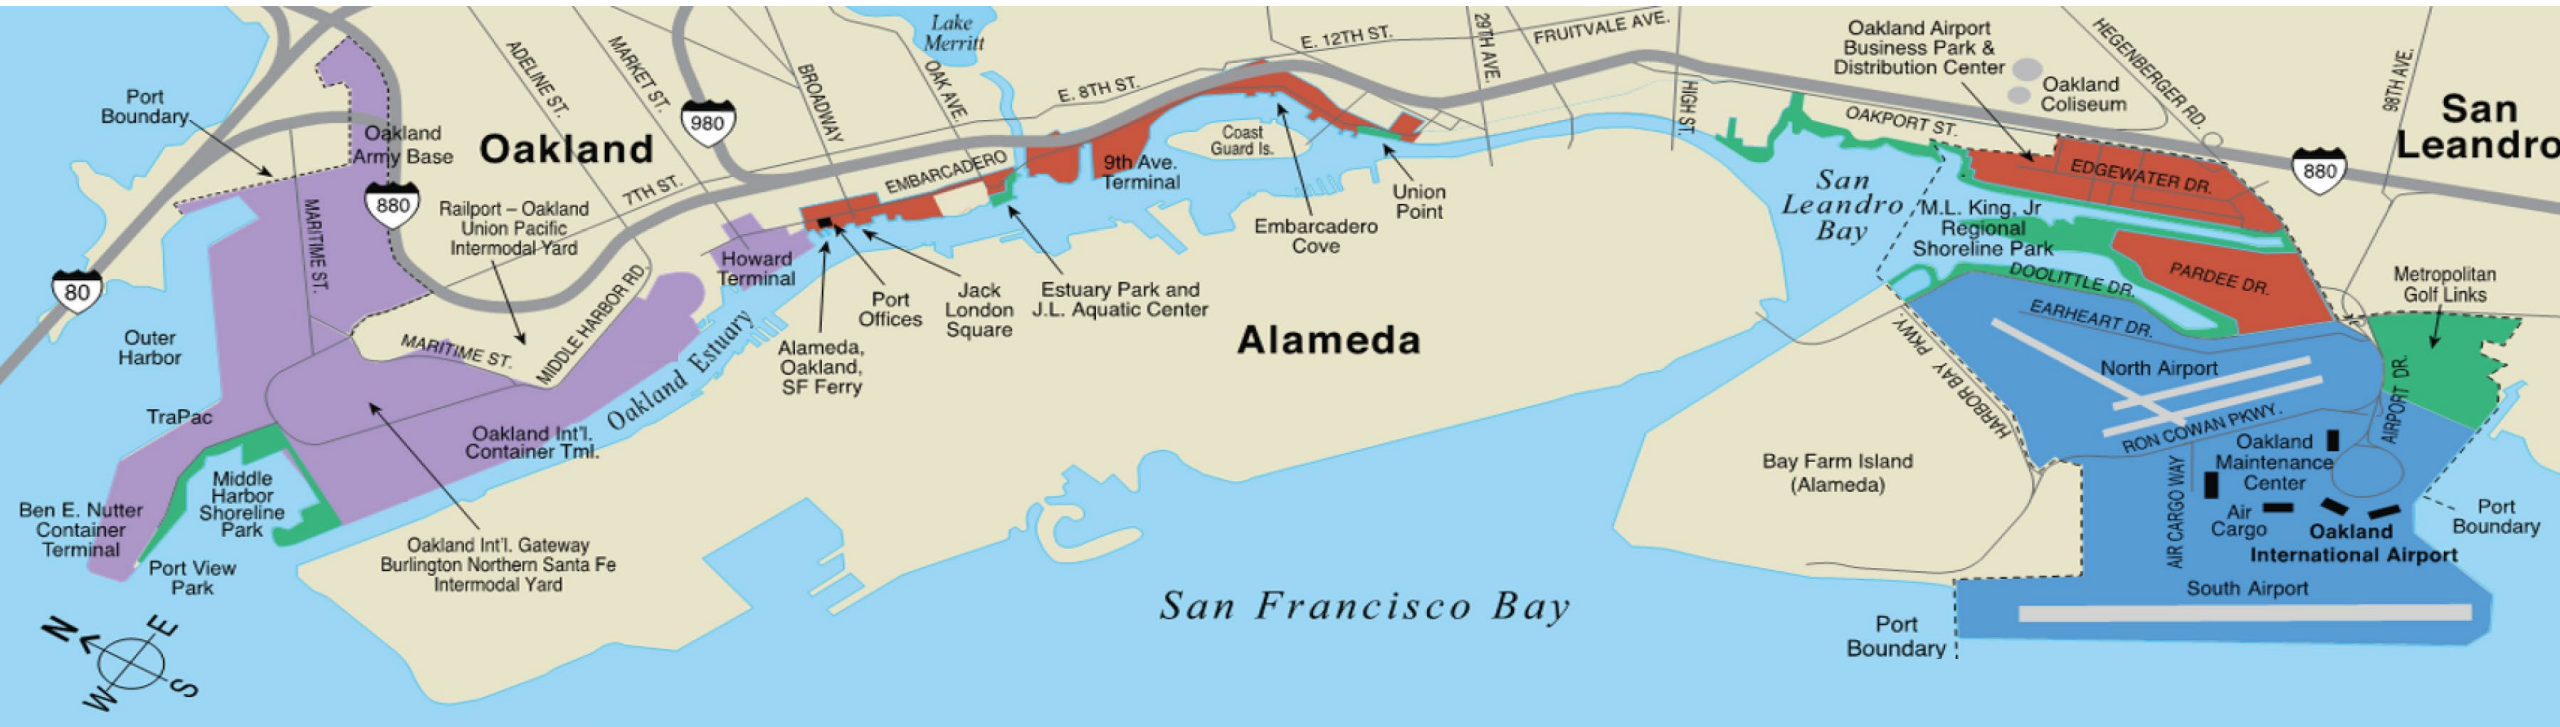 Port
Boundary
Oakland
Army Base
Oakland
ADELINE ST.
MARKET ST.
980
BROADWAY
Lake
Merritt
OAK AVE.
E. 8TH ST.
E. 12TH ST.
29TH AVE.
FRUITVALE AVE.
HIGH ST.
Oakland Airport
Business Park &
Distribution Center
Oakland
Coliseum
HEGENBERGER RD.
98TH AVE.
San
Leandro
OAKPORT ST.
880
880
80
MARITIME ST.
Railport – Oakland
Union Pacific
Intermodal Yard
7TH ST.
EMBARCADERO
9th Ave.
Terminal
Coast
Guard Is.
Embarcadero
Cove
Union
Point
San
Leandro
Bay
EDGEWATER DR.
M.L. King, Jr
Regional
Shoreline Park
DOOLITTLE DR.
PARDEE DR.
Metropolitan
Golf Links
Howard
Terminal
Port
Offices
Jack
London
Square
Estuary Park and
J.L. Aquatic Center
Alameda,
Oakland,
SF Ferry
Alameda
Outer
Harbor
MARITIME ST.
MIDDLE HARBOR RD.
Oakland Estuary
TraPac
Oakland Int'l.
Container Tml.
Middle
Harbor
Shoreline
Park
Ben E. Nutter
Container
Terminal
Port View
Park
Oakland Int'l. Gateway
Burlington Northern Santa Fe
Intermodal Yard
N
E
W
S
San Francisco Bay
Bay Farm Island
(Alameda)
HARBOR BAY PKWY.
EARHEART DR.
North Airport
RON COWAN PKWY.
AIRPORT DR.
Oakland
Maintenance
Center
AIR CARGO WAY
Air
Cargo
Oakland
International Airport
South Airport
Port
Boundary
Port
Boundary